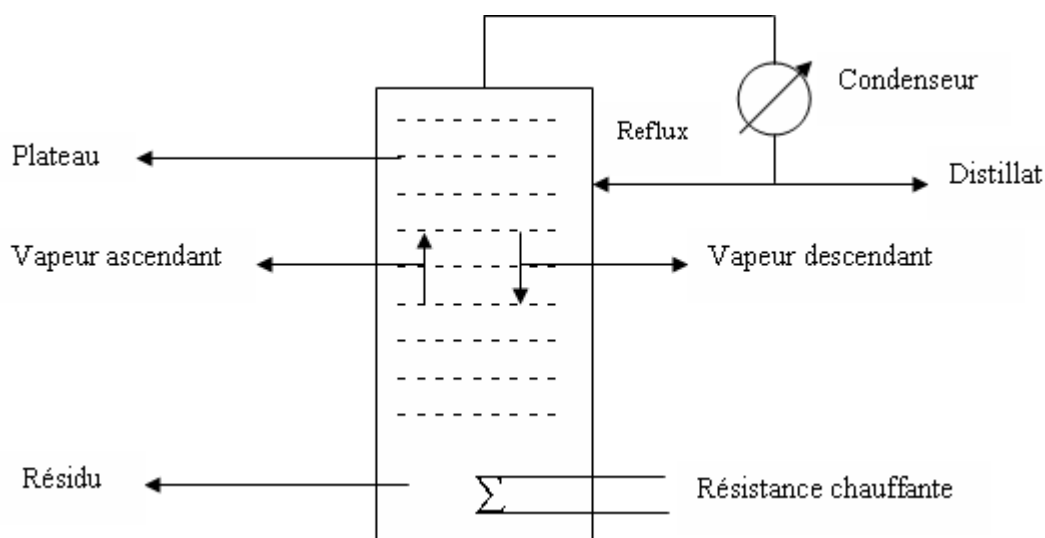 Condenseur
Reflux
Plateau
Distillat
Vapeur ascendant
Vapeur descendant
Résidu
Résistance chauffante